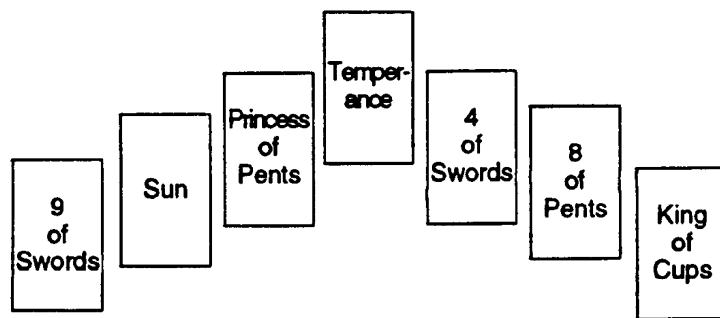 9
of
Swords
Sun
Princess
of
Pents
Temper-
ance
4
of
Swords
8
of
Pents
King
of
Cups